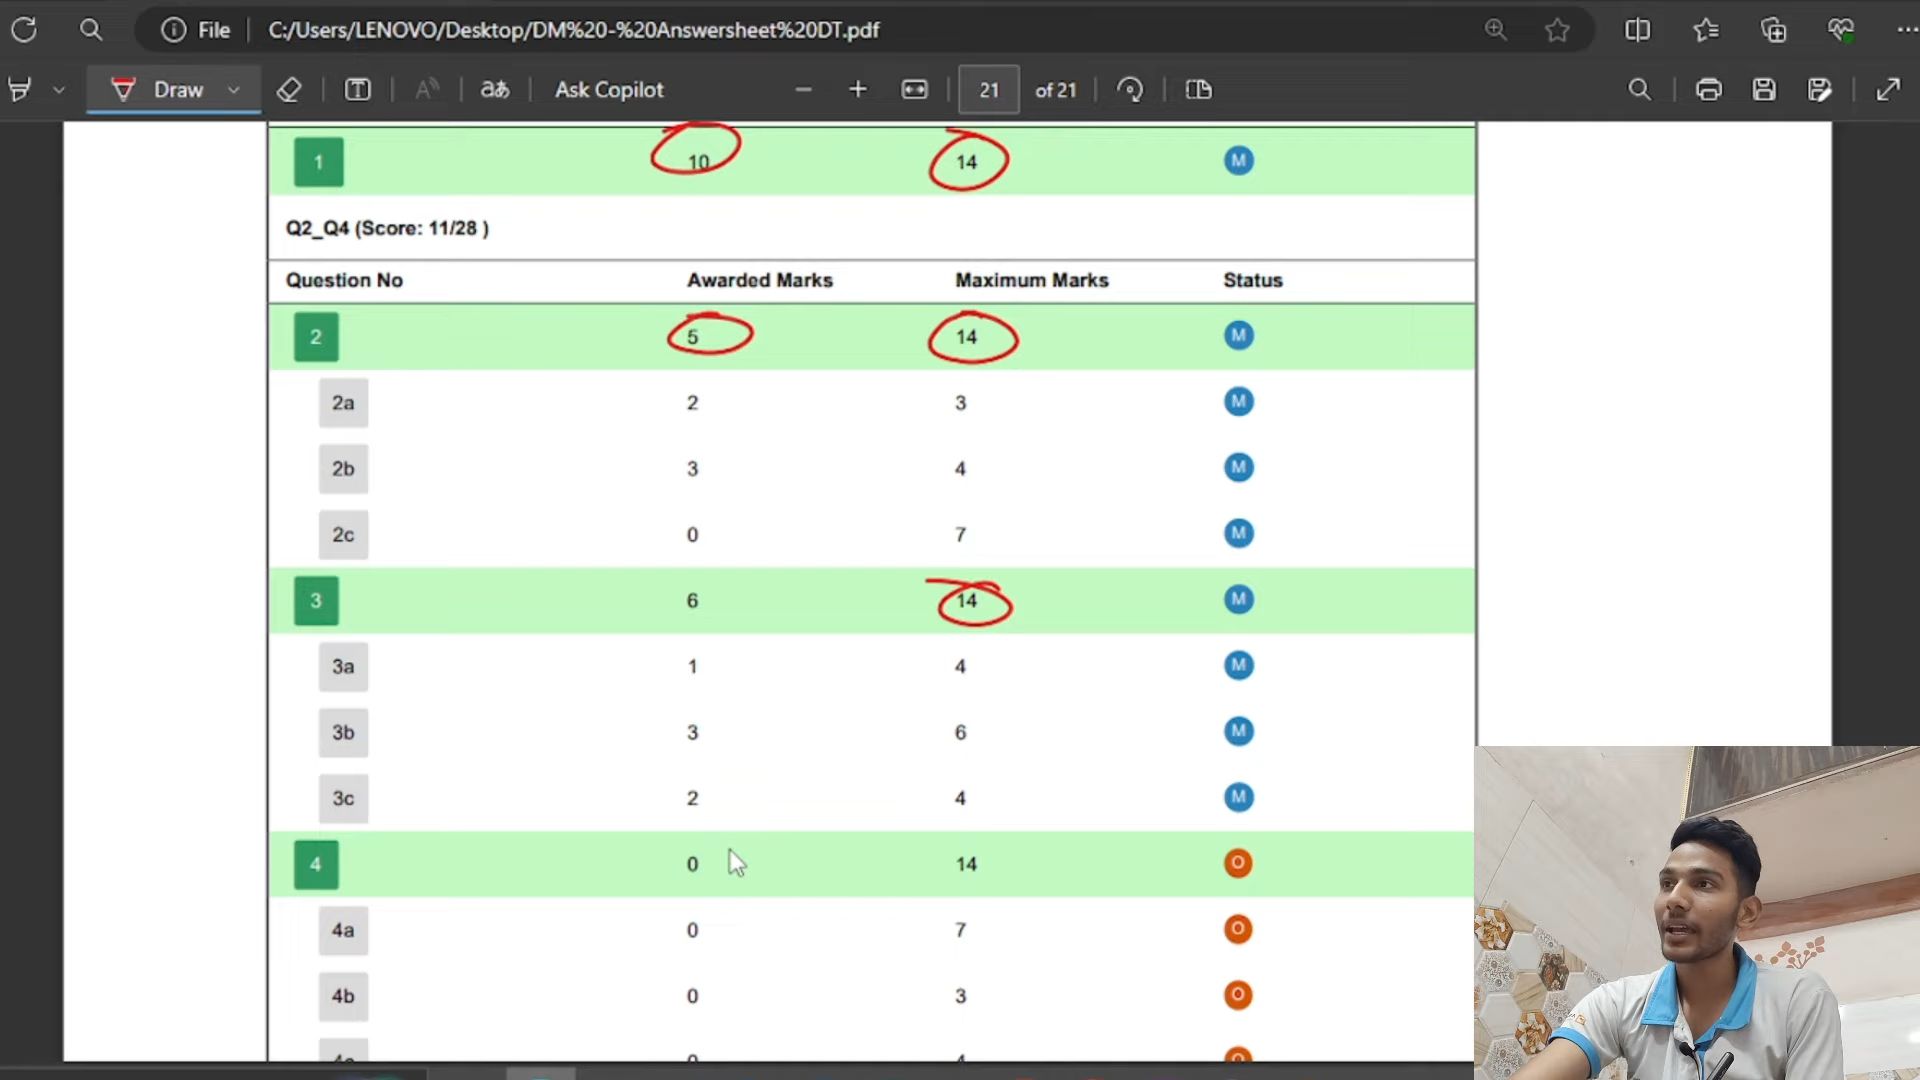 File C:/Users/LENOVO/Desktop/DM%20-%20Answersheet%20DT.pdf
Draw T A aあ Ask Copilot 21 of 21
1 10 14 M
Q2_Q4 (Score: 11/28 )
Question No Awarded Marks Maximum Marks Status
2 5 14 M
2a 2 3 M
2b 3 4 M
2c 0 7 M
3 6 14 M
3a 1 4 M
3b 3 6 M
3c 2 4 M
4 0 14 O
4a 0 7 O
4b 0 3 O